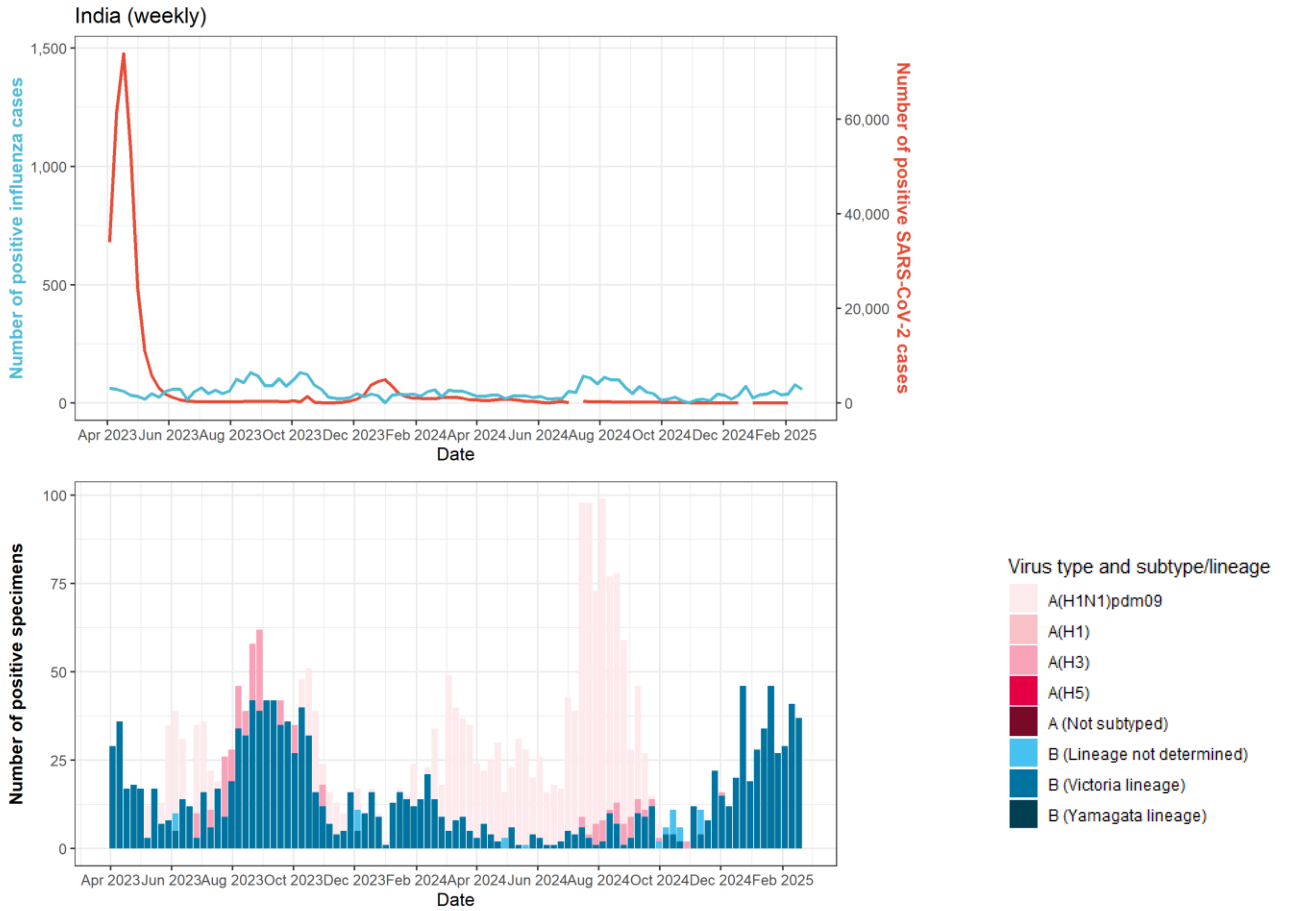 India (weekly)
Number of positive influenza cases
1,500
1,000
500
0
Number of positive SARS-CoV-2 cases
60,000
40,000
20,000
0
Apr 2023 Jun 2023 Aug 2023 Oct 2023 Dec 2023 Feb 2024 Apr 2024 Jun 2024 Aug 2024 Oct 2024 Dec 2024 Feb 2025
Date
Number of positive specimens
100
75
50
25
0
Apr 2023 Jun 2023 Aug 2023 Oct 2023 Dec 2023 Feb 2024 Apr 2024 Jun 2024 Aug 2024 Oct 2024 Dec 2024 Feb 2025
Date
Virus type and subtype/lineage
A(H1N1)pdm09
A(H1)
A(H3)
A(H5)
A (Not subtyped)
B (Lineage not determined)
B (Victoria lineage)
B (Yamagata lineage)